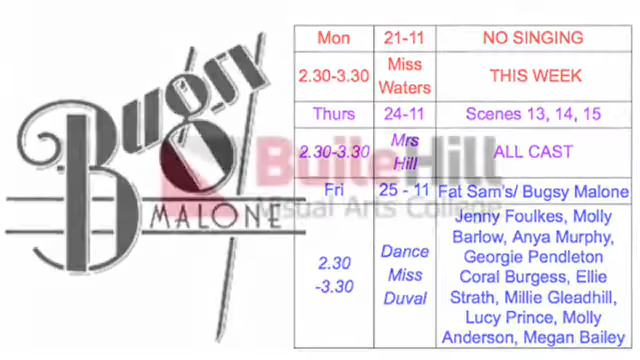 Bugsy
MALONE
BuileHill
Visual Arts College
Mon 21-11 NO SINGING
2.30-3.30 Miss Waters THIS WEEK
Thurs 24-11 Scenes 13, 14, 15
2.30-3.30 Mrs Hill ALL CAST
Fri 25 - 11 Fat Sam's/ Bugsy Malone
2.30 -3.30 Dance Miss Duval
Jenny Foulkes, Molly
Barlow, Anya Murphy,
Georgie Pendleton
Coral Burgess, Ellie
Strath, Millie Gleadhill,
Lucy Prince, Molly
Anderson, Megan Bailey